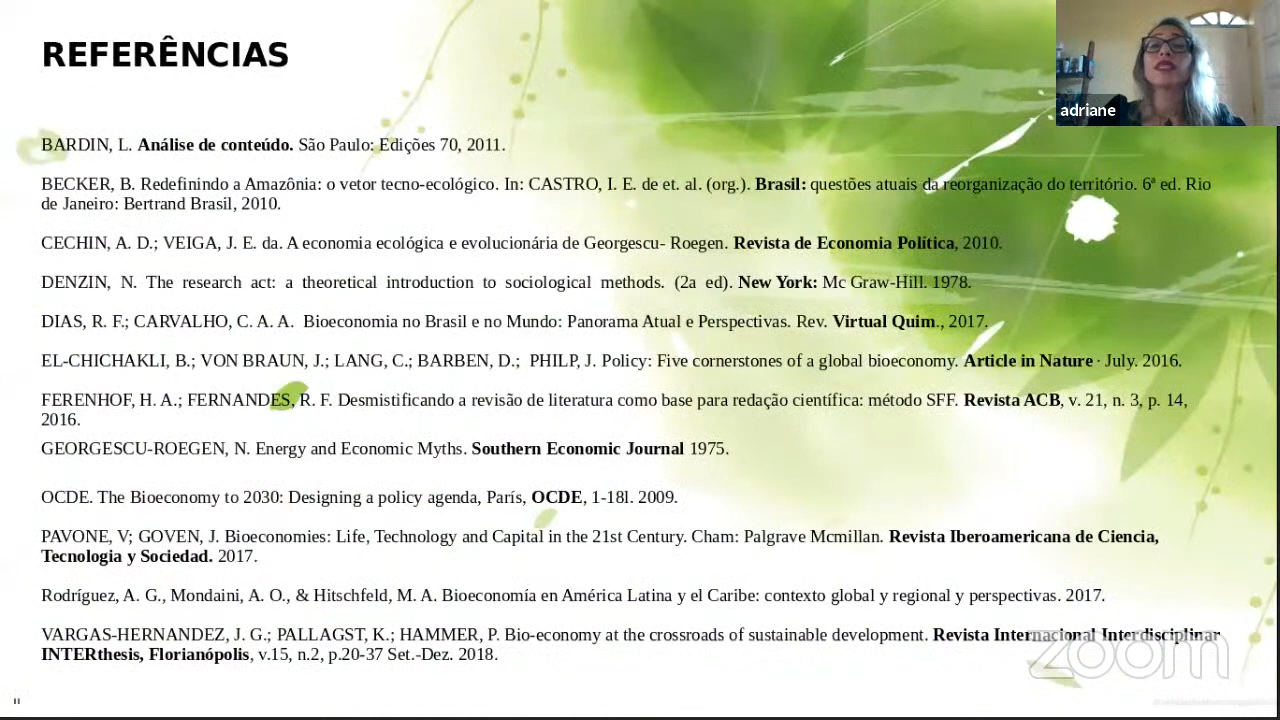 REFERÊNCIAS
adriane
BARDIN, L. Análise de conteúdo. São Paulo: Edições 70, 2011.
BECKER, B. Redefinindo a Amazônia: o vetor tecno-ecológico. In: CASTRO, I. E. de et. al. (org.). Brasil: questões atuais da reorganização do território. 6ª ed. Rio
de Janeiro: Bertrand Brasil, 2010.
CECHIN, A. D.; VEIGA, J. E. da. A economia ecológica e evolucionária de Georgescu- Roegen. Revista de Economia Política, 2010.
DENZIN, N. The research act: a theoretical introduction to sociological methods. (2a ed). New York: Mc Graw-Hill. 1978.
DIAS, R. F.; CARVALHO, C. A. A. Bioeconomia no Brasil e no Mundo: Panorama Atual e Perspectivas. Rev. Virtual Quim., 2017.
EL-CHICHAKLI, B.; VON BRAUN, J.; LANG, C.; BARBEN, D.; PHILP, J. Policy: Five cornerstones of a global bioeconomy. Article in Nature · July. 2016.
FERENHOF, H. A.; FERNANDES, R. F. Desmistificando a revisão de literatura como base para redação científica: método SFF. Revista ACB, v. 21, n. 3, p. 14,
2016.
GEORGESCU-ROEGEN, N. Energy and Economic Myths. Southern Economic Journal 1975.
OCDE. The Bioeconomy to 2030: Designing a policy agenda, París, OCDE, 1-18l. 2009.
PAVONE, V; GOVEN, J. Bioeconomies: Life, Technology and Capital in the 21st Century. Cham: Palgrave Mcmillan. Revista Iberoamericana de Ciencia,
Tecnologia y Sociedad. 2017.
Rodríguez, A. G., Mondaini, A. O., & Hitschfeld, M. A. Bioeconomía en América Latina y el Caribe: contexto global y regional y perspectivas. 2017.
VARGAS-HERNANDEZ, J. G.; PALLAGST, K.; HAMMER, P. Bio-economy at the crossroads of sustainable development. Revista Internacional Interdisciplinar
INTERthesis, Florianópolis, v.15, n.2, p.20-37 Set.-Dez. 2018.
zoom